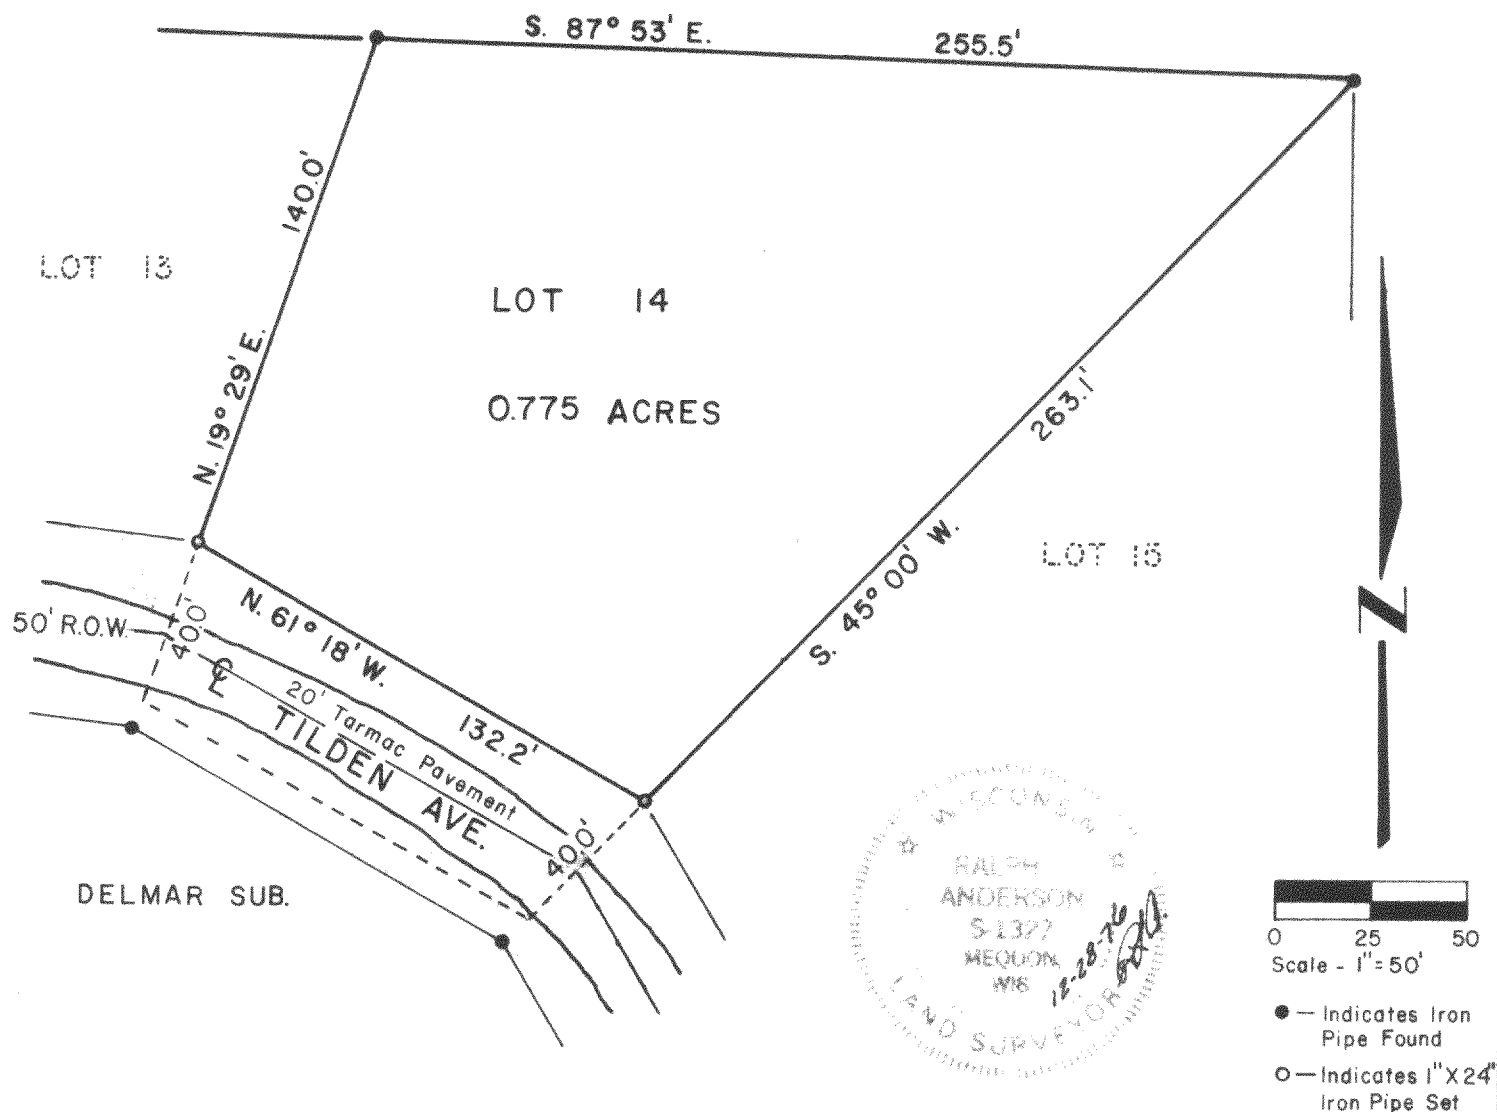 S. 87° 53' E.
255.5'
140.0'
N. 19° 29' E.
LOT 13
LOT 14
0.775 ACRES
263.1'
S. 45° 00' W.
LOT 15
N. 61° 18' W.
132.2'
50' R.O.W.
40.0'
℄
20' Tarmac Pavement
TILDEN AVE.
40.0'
DELMAR SUB.
Z
WISCONSIN
RALPH
ANDERSON
S-1327
MEQUON,
WIS
LAND SURVEYOR
12-28-76
0 25 50
Scale - 1"=50'
— Indicates Iron
Pipe Found
— Indicates 1" X 24"
Iron Pipe Set